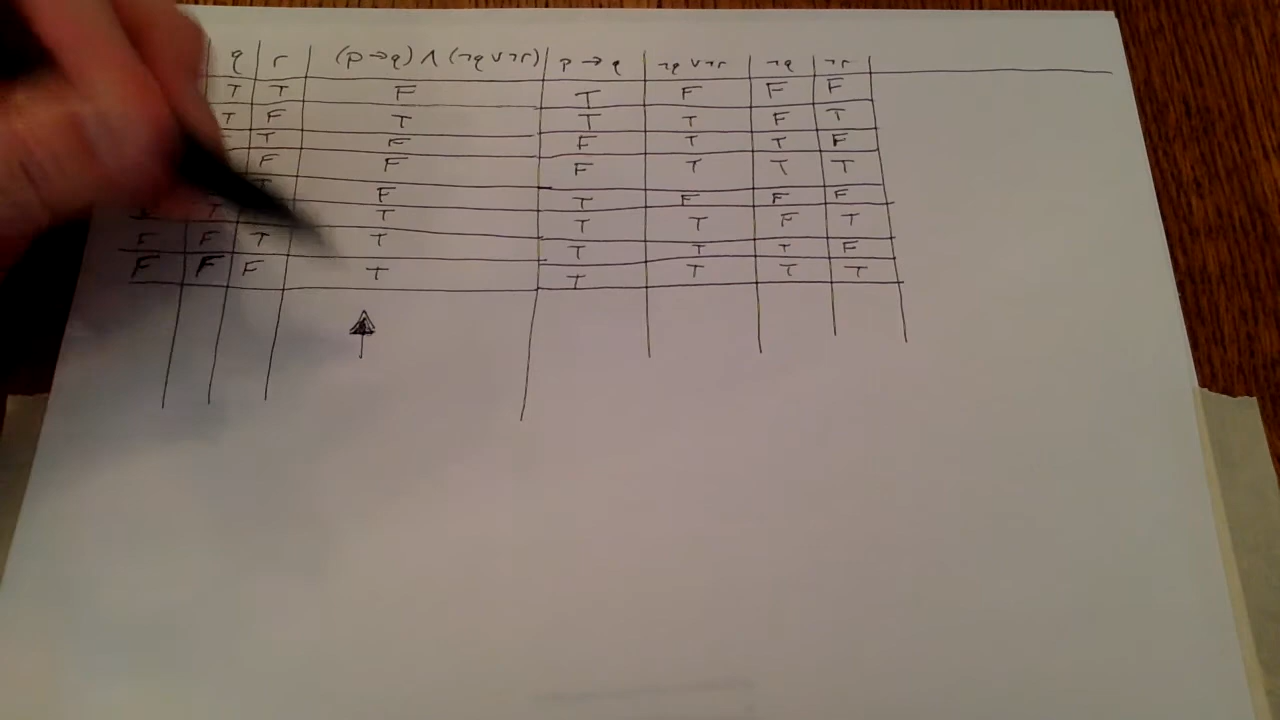 q r (p→q) ∧ (¬q ∨ ¬r) p → q ¬q ∨ ¬r ¬q ¬r
T T F T F F F
T F T T T F T
T F F T T F
F F F T T T
F T F F F
T T T T F T
F F T T T T T F
F F F T T T T T